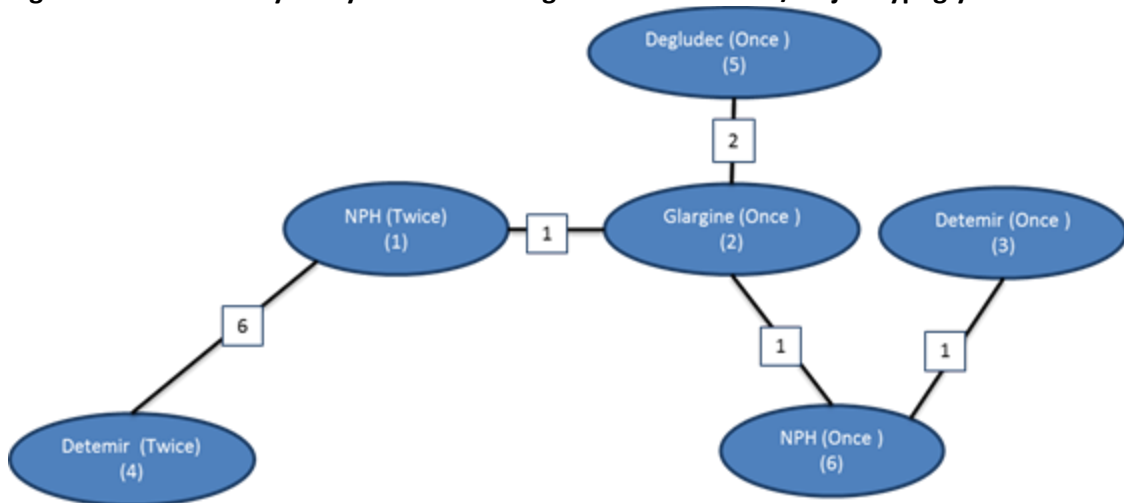 Degludec (Once )
(5)
2
NPH (Twice)
(1)
1
Glargine (Once )
(2)
Detemir (Once )
(3)
6
1
1
Detemir  (Twice)
(4)
NPH (Once )
(6)